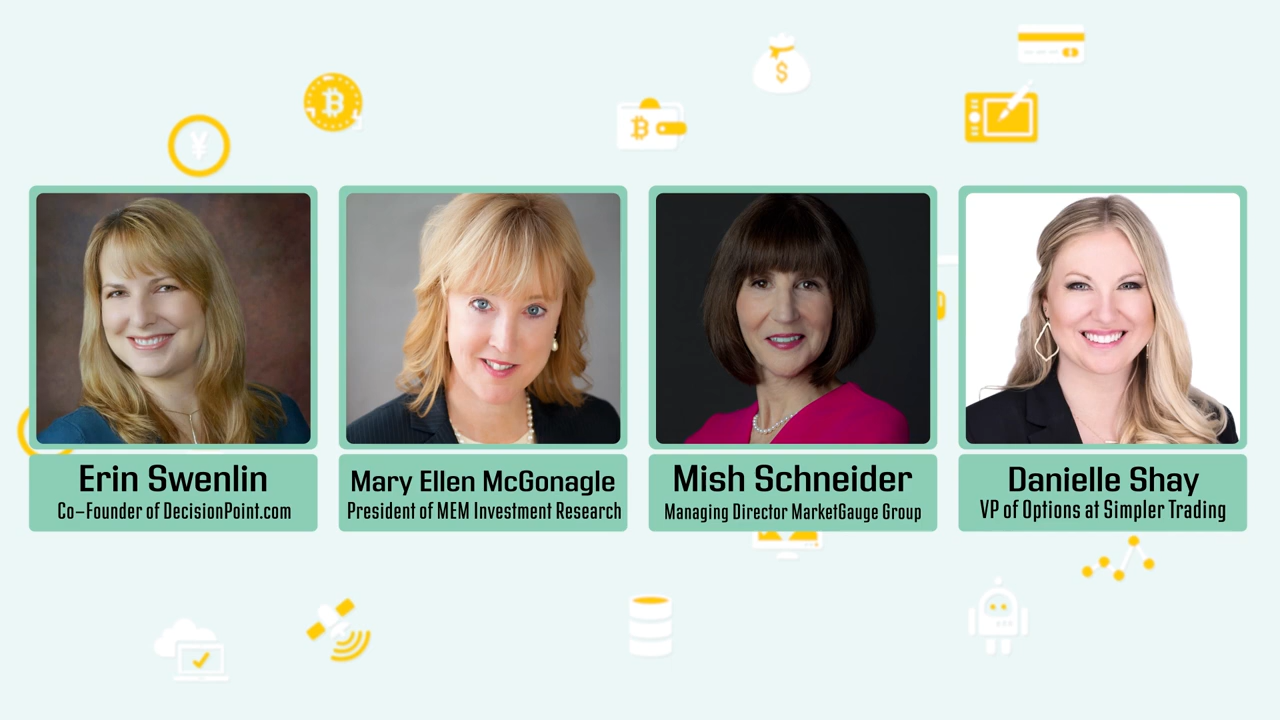 Erin Swenlin
Co-Founder of DecisionPoint.com
Mary Ellen McGonagle
President of MEM Investment Research
Mish Schneider
Managing Director MarketGauge Group
Danielle Shay
VP of Options at Simpler Trading